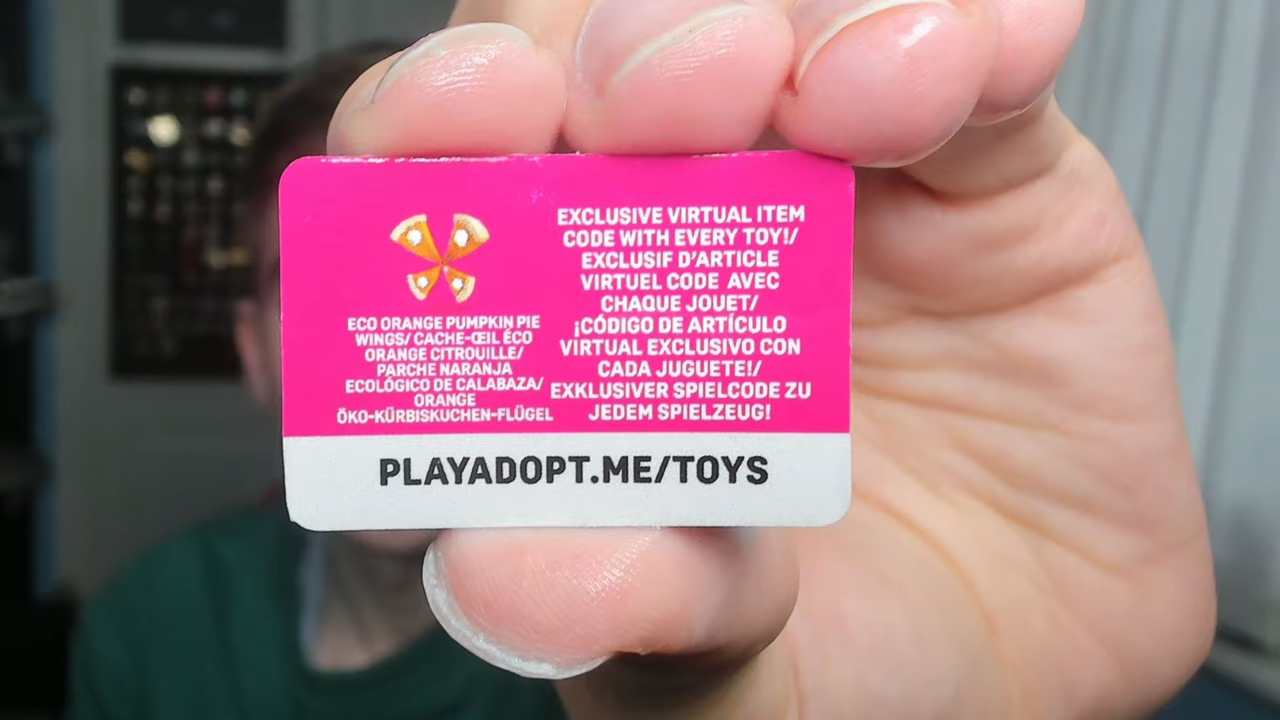 ECO ORANGE PUMPKIN PIE
WINGS/ CACHE-ŒIL ÉCO
ORANGE CITROUILLE/
PARCHE NARANJA
ECOLÓGICO DE CALABAZA/
ORANGE
ÖKO-KÜRBISKUCHEN-FLÜGEL
EXCLUSIVE VIRTUAL ITEM
CODE WITH EVERY TOY!/
EXCLUSIF D'ARTICLE
VIRTUEL CODE AVEC
CHAQUE JOUET/
¡CÓDIGO DE ARTÍCULO
VIRTUAL EXCLUSIVO CON
CADA JUGUETE!/
EXKLUSIVER SPIELCODE ZU
JEDEM SPIELZEUG!
PLAYADOPT.ME/TOYS